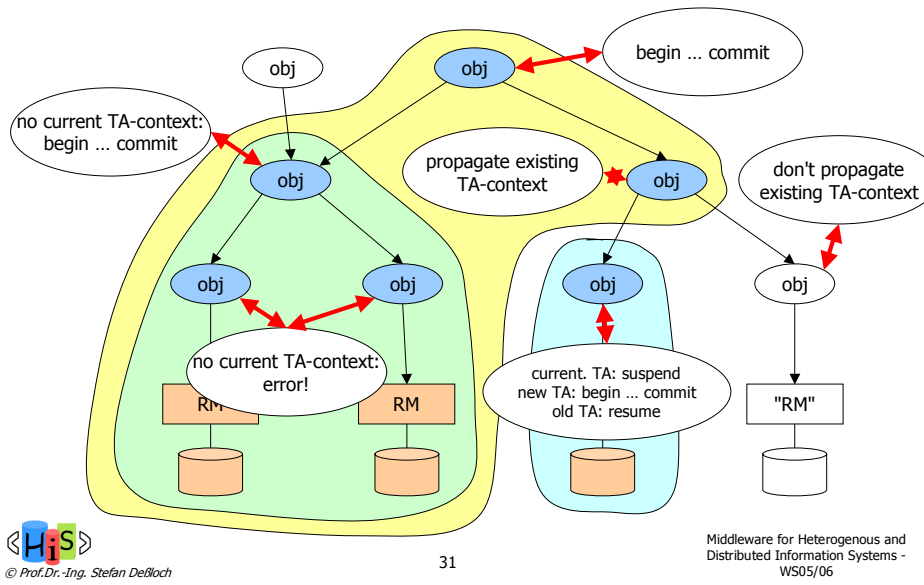 obj
obj
begin ... commit
no current TA-context:
begin ... commit
obj
propagate existing
TA-context
obj
don't propagate
existing TA-context
obj
obj
obj
obj
no current TA-context:
error!
current. TA: suspend
new TA: begin ... commit
old TA: resume
RM
RM
"RM"
HiS
© Prof.Dr.-Ing. Stefan Deßloch
31
Middleware for Heterogenous and
Distributed Information Systems -
WS05/06